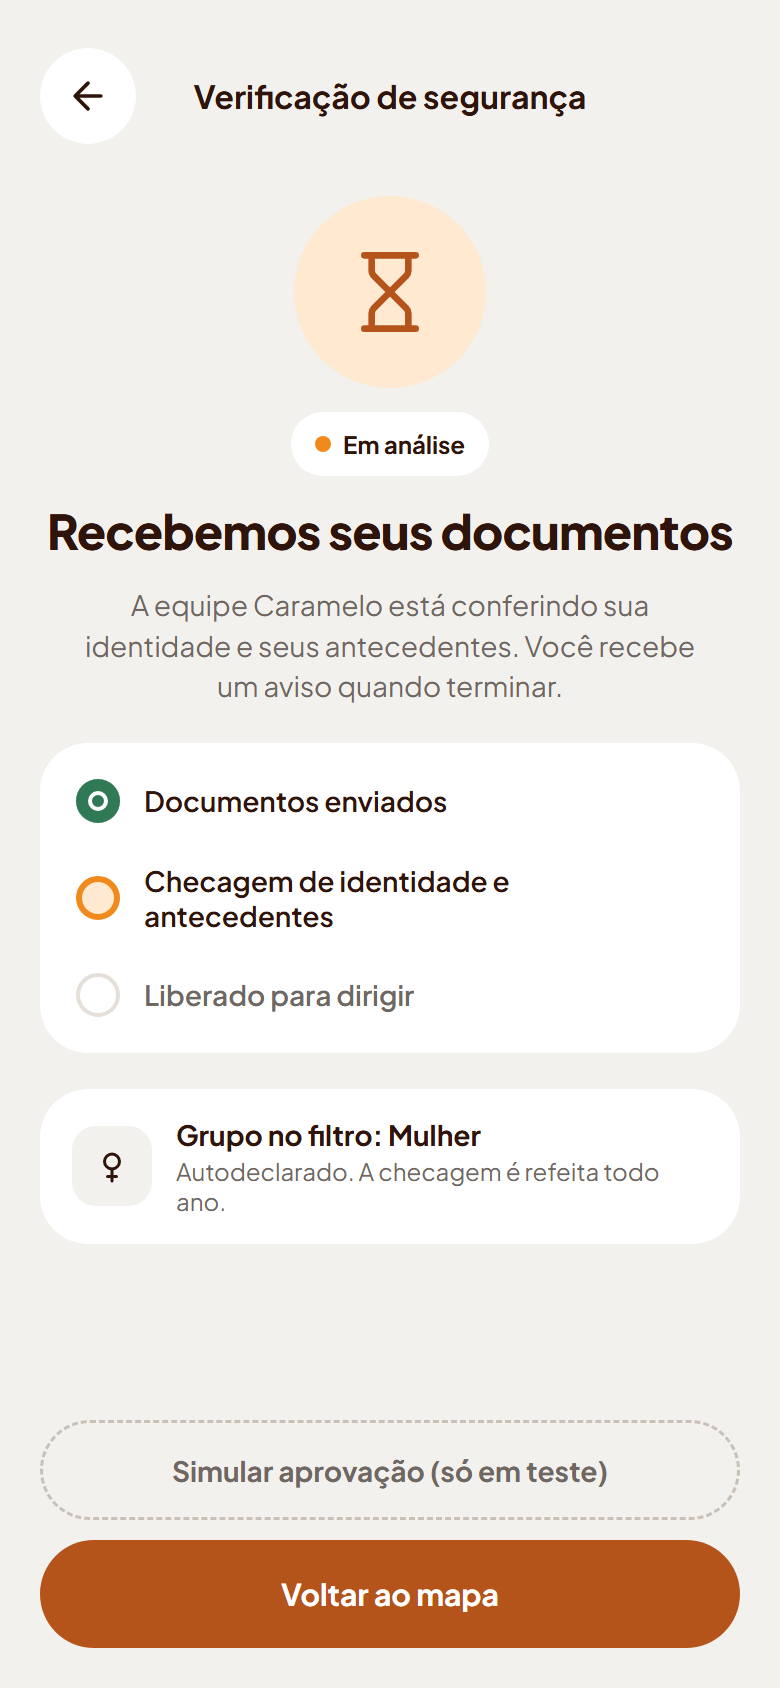 Verificação de segurança
Em análise
Recebemos seus documentos
A equipe Caramelo está conferindo sua
identidade e seus antecedentes. Você recebe
um aviso quando terminar.
Documentos enviados
Checagem de identidade e
antecedentes
Liberado para dirigir
Grupo no filtro: Mulher
Autodeclarado. A checagem é refeita todo
ano.
Simular aprovação (só em teste)
Voltar ao mapa